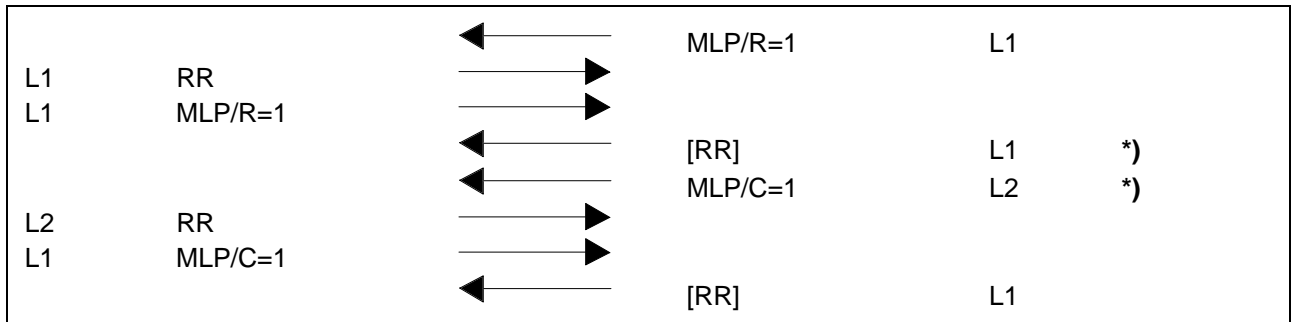 MLP/R=1 L1
L1 RR
L1 MLP/R=1
[RR] L1 *)
MLP/C=1 L2 *)
L2 RR
L1 MLP/C=1
[RR] L1